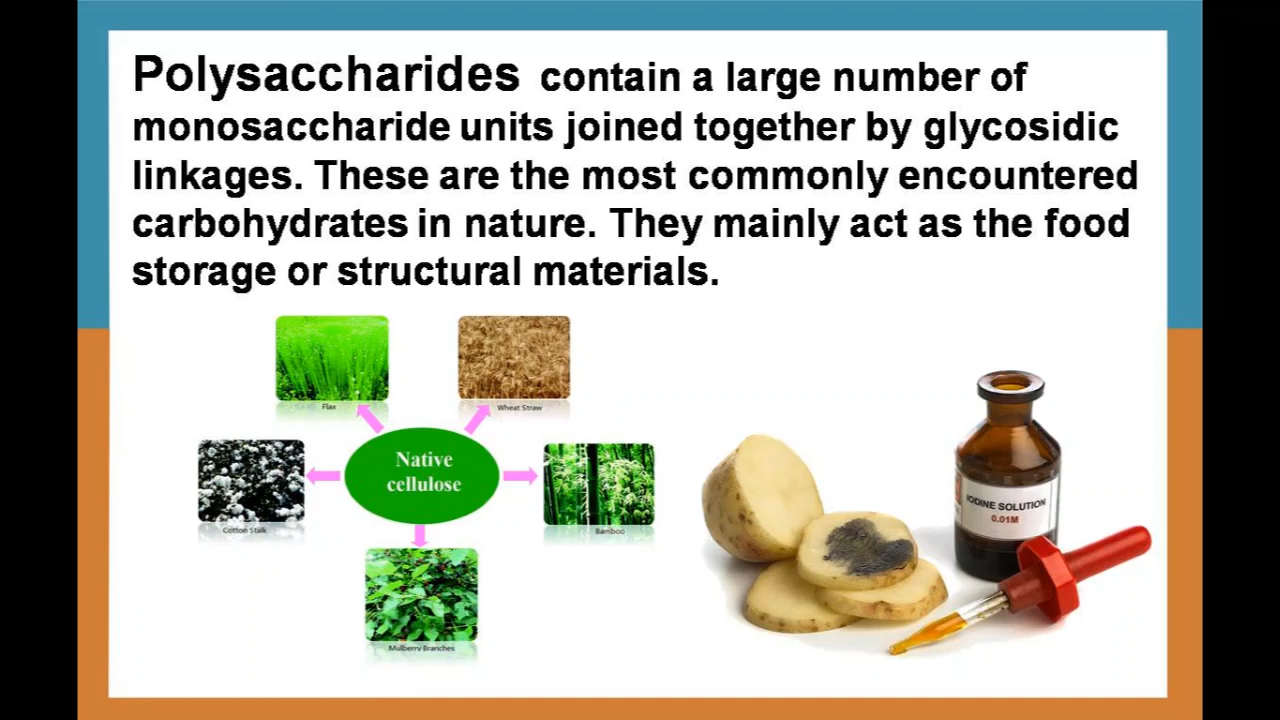 Polysaccharides contain a large number of
monosaccharide units joined together by glycosidic
linkages. These are the most commonly encountered
carbohydrates in nature. They mainly act as the food
storage or structural materials.
Flax
Wheat Straw
Native
cellulose
Cotton Stalk
Bamboo
Mulberry Branches
IODINE SOLUTION
0.01M